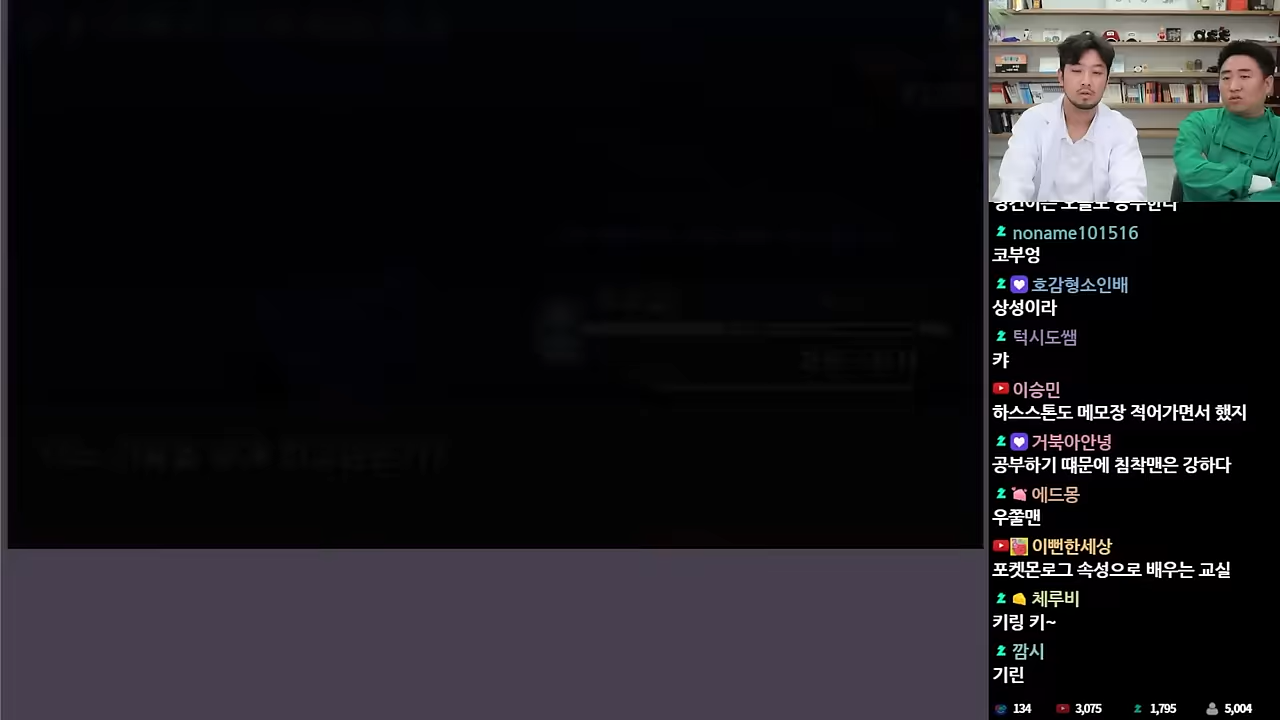 noname101516
코부엉
호감형소인배
상성이라
턱시도쌤
캬
이승민
하스스톤도 메모장 적어가면서 했지
거북아안녕
공부하기 떄문에 침착맨은 강하다
에드몽
우쭐맨
이뻔한세상
포켓몬로그 속성으로 배우는 교실
체루비
키링 키~
깜시
기린
134 3,075 1,795 5,004